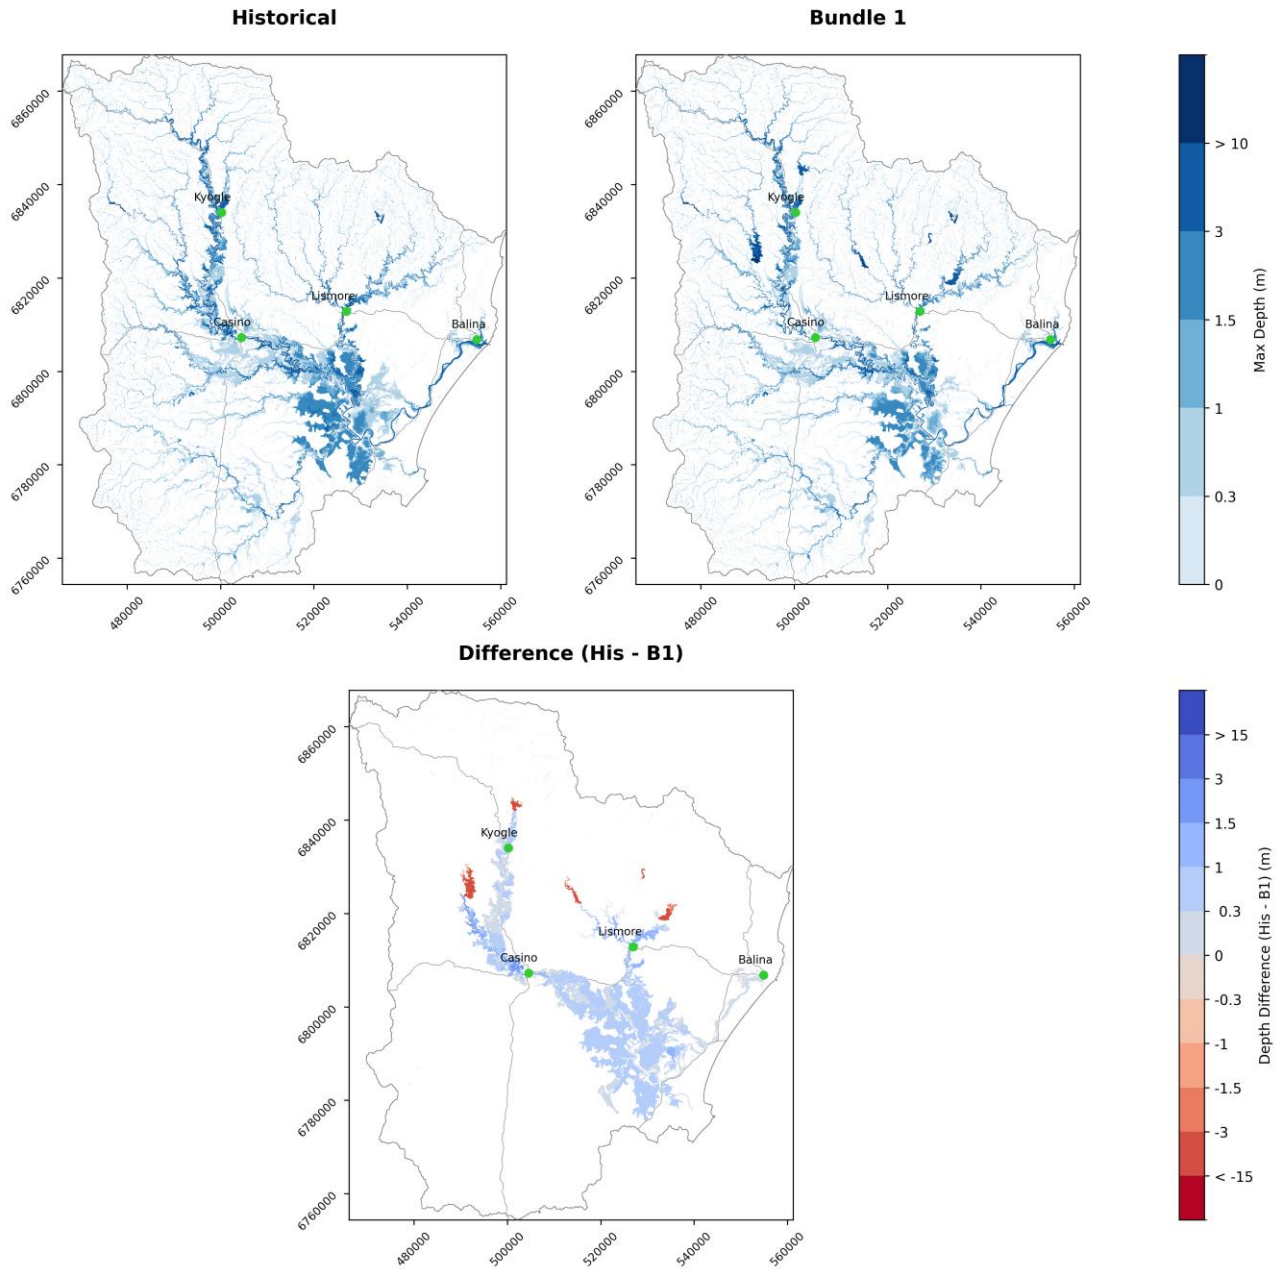 Historical
Bundle 1
6860000
6840000
6820000
6800000
6780000
6760000
Kyogle
Lismore
Casino
Balina
480000
500000
520000
540000
560000
6860000
6840000
6820000
6800000
6780000
6760000
Kyogle
Lismore
Casino
Balina
480000
500000
520000
540000
560000
> 10
3
1.5
1
0.3
0
Max Depth (m)
Difference (His - B1)
6860000
6840000
6820000
6800000
6780000
6760000
Kyogle
Lismore
Casino
Balina
480000
500000
520000
540000
560000
> 15
3
1.5
1
0.3
0
-0.3
-1
-1.5
-3
< -15
Depth Difference (His - B1) (m)